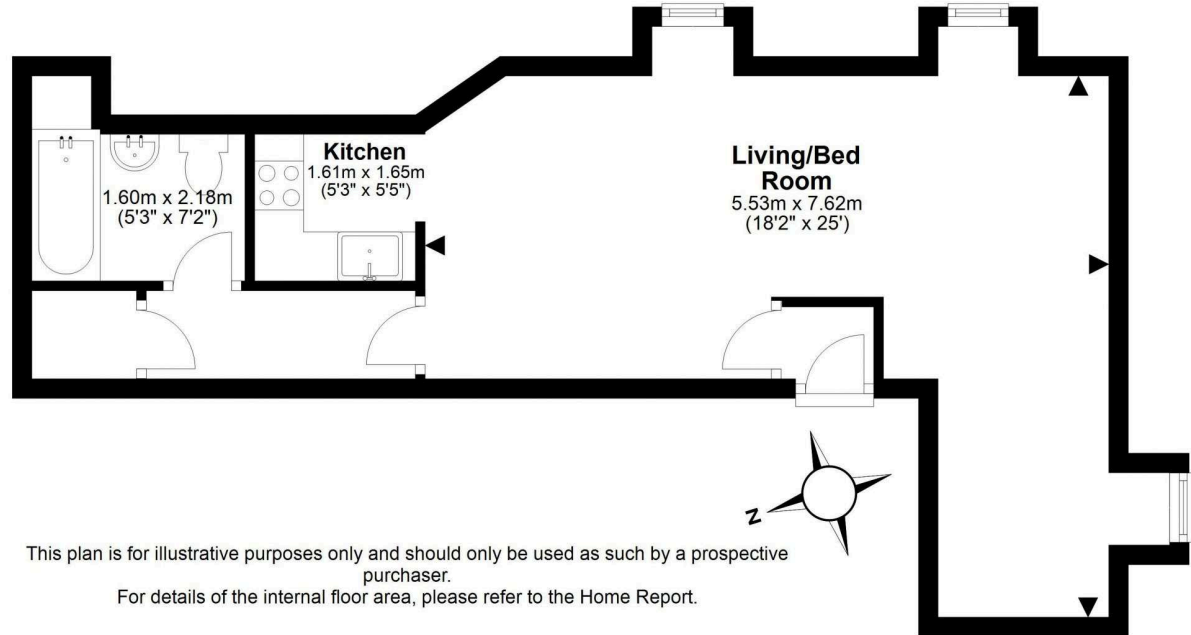 Kitchen
1.61m x 1.65m
(5'3" x 5'5")
1.60m x 2.18m
(5'3" x 7'2")
Living/Bed
Room
5.53m x 7.62m
(18'2" x 25')
N
This plan is for illustrative purposes only and should only be used as such by a prospective
purchaser.
For details of the internal floor area, please refer to the Home Report.